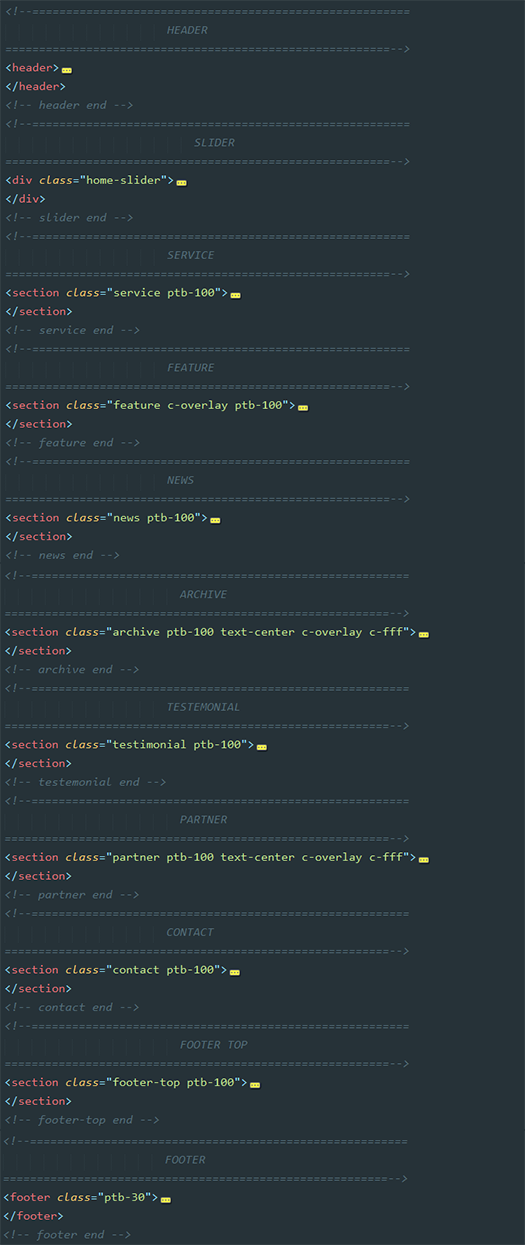 <!--========================================================
HEADER
=========================================================-->
<header>
</header>
<!-- header end -->
<!--========================================================
SLIDER
=========================================================-->
<div class="home-slider">
</div>
<!-- slider end -->
<!--========================================================
SERVICE
=========================================================-->
<section class="service ptb-100">
</section>
<!-- service end -->
<!--========================================================
FEATURE
=========================================================-->
<section class="feature c-overlay ptb-100">
</section>
<!-- feature end -->
<!--========================================================
NEWS
=========================================================-->
<section class="news ptb-100">
</section>
<!-- news end -->
<!--========================================================
ARCHIVE
=========================================================-->
<section class="archive ptb-100 text-center c-overlay c-fff">
</section>
<!-- archive end -->
<!--========================================================
TESTEMONIAL
=========================================================-->
<section class="testimonial ptb-100">
</section>
<!-- testemonial end -->
<!--========================================================
PARTNER
=========================================================-->
<section class="partner ptb-100 text-center c-overlay c-fff">
</section>
<!-- partner end -->
<!--========================================================
CONTACT
=========================================================-->
<section class="contact ptb-100">
</section>
<!-- contact end -->
<!--========================================================
FOOTER TOP
=========================================================-->
<section class="footer-top ptb-100">
</section>
<!-- footer-top end -->
<!--========================================================
FOOTER
=========================================================-->
<footer class="ptb-30">
</footer>
<!-- footer end -->